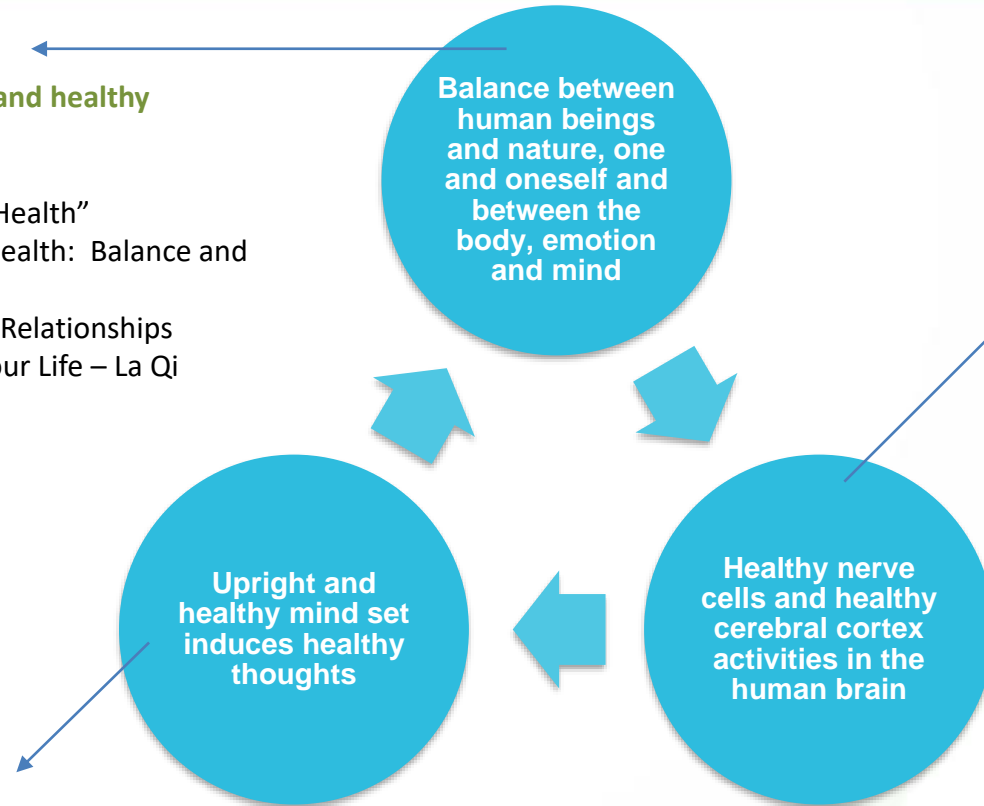 and healthy
Health”
ealth:  Balance and
Relationships
our Life – La Qi
Balance between
human beings
and nature, one
and oneself and
between the
body, emotion
and mind
Healthy nerve
cells and healthy
cerebral cortex
activities in the
human brain
Upright and
healthy mind set
induces healthy
thoughts